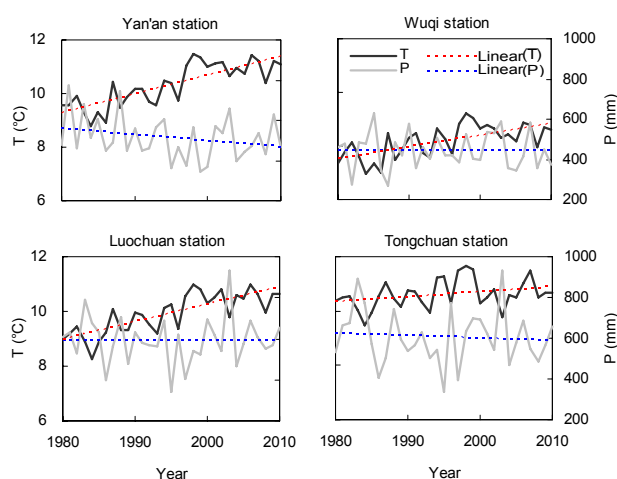 Yan'an station
Wuqi station
12
10
8
6
T (°C)
T
P
Linear(T)
Linear(P)
1000
800
600
400
200
P (mm)
Luochuan station
Tongchuan station
12
10
8
6
T (°C)
1000
800
600
400
200
P (mm)
1980
1990
2000
2010
1980
1990
2000
2010
Year
Year